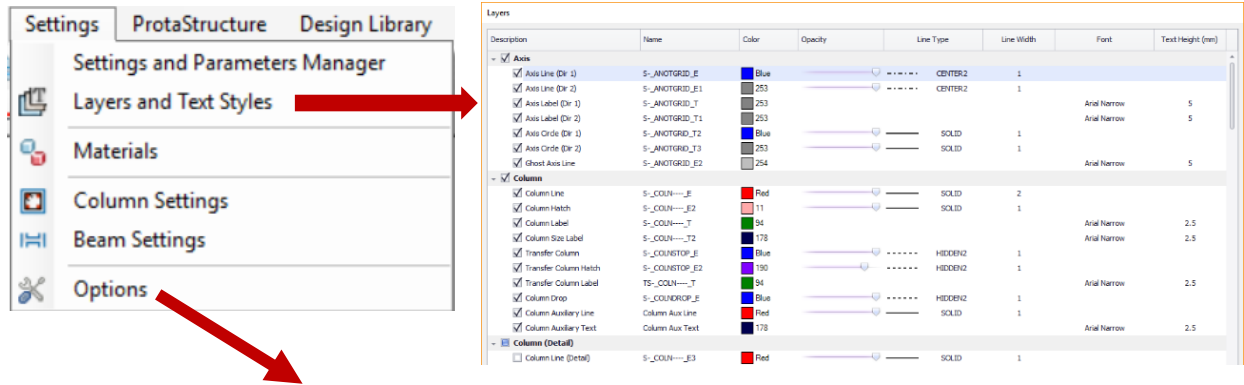 Settings ProtaStructure Design Library
Settings and Parameters Manager
Layers and Text Styles
Materials
Column Settings
Beam Settings
Options
Layers
Description Name Color Opacity Line Type Line Width Font Text Height (mm)
Axis
Axis Line (Dir 1) S-_ANOTGRID_E Blue CENTER2 1
Axis Line (Dir 2) S-_ANOTGRID_E1 253 CENTER2 1
Axis Label (Dir 1) S-_ANOTGRID_T 253 Arial Narrow 5
Axis Label (Dir 2) S-_ANOTGRID_T1 253 Arial Narrow 5
Axis Circle (Dir 1) S-_ANOTGRID_T2 Blue SOLID 1
Axis Circle (Dir 2) S-_ANOTGRID_T3 253 SOLID 1
Ghost Axis Line S-_ANOTGRID_E2 254 Arial Narrow 5
Column
Column Line S-_COLN----_E Red SOLID 2
Column Hatch S-_COLN----_E2 11 SOLID 1
Column Label S-_COLN----_T 94 Arial Narrow 2.5
Column Size Label S-_COLN----_T2 178 Arial Narrow 2.5
Transfer Column S-_COLNSTOP_E Blue HIDDEN2 1
Transfer Column Hatch S-_COLNSTOP_E2 190 HIDDEN2 1
Transfer Column Label TS-_COLN----_T 94 Arial Narrow 2.5
Column Drop S-_COLNDROP_E Blue HIDDEN2 1
Column Auxiliary Line Column Aux Line Red SOLID 1
Column Auxiliary Text Column Aux Text 178 Arial Narrow 2.5
Column (Detail)
Column Line (Detail) S-_COLN----_E3 Red SOLID 1